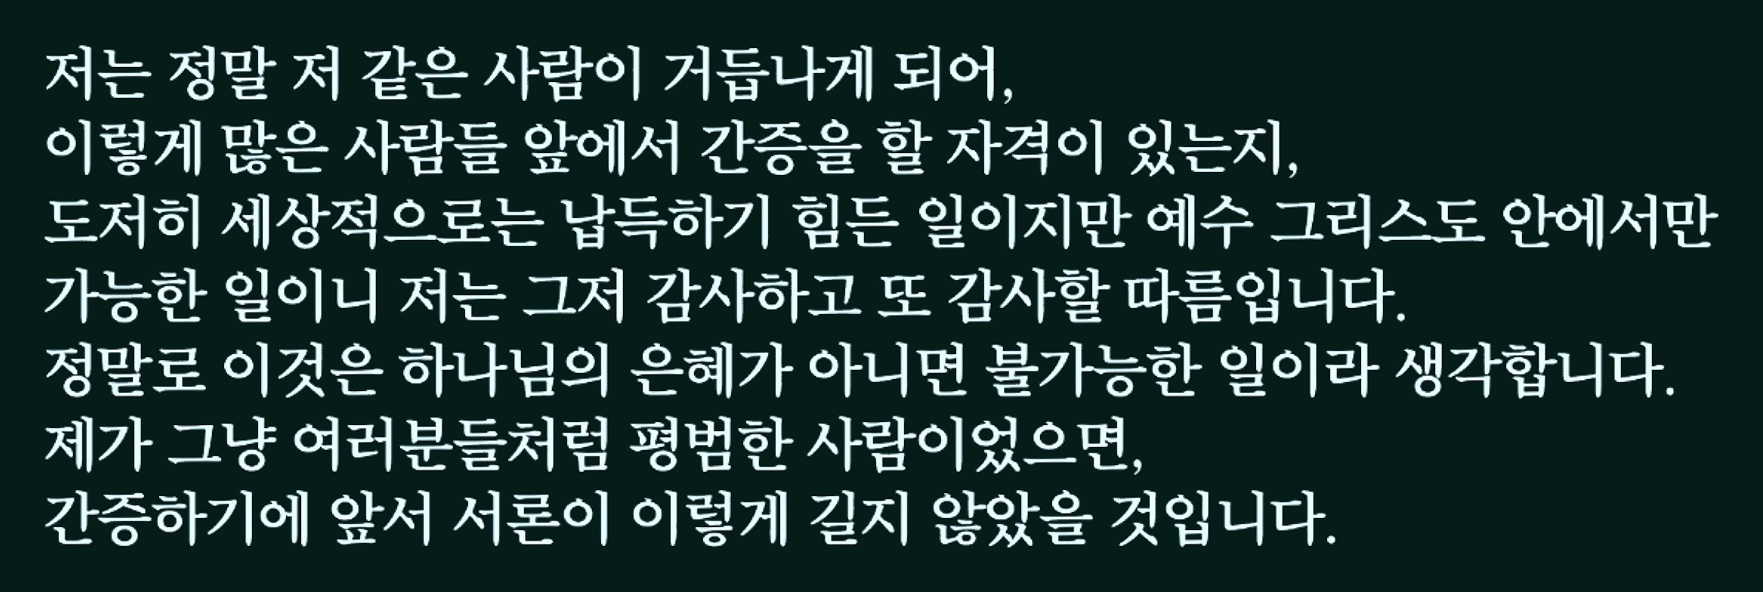 저는 정말 저 같은 사람이 거듭나게 되어,
이렇게 많은 사람들 앞에서 간증을 할 자격이 있는지,
도저히 세상적으로는 납득하기 힘든 일이지만 예수 그리스도 안에서만
가능한 일이니 저는 그저 감사하고 또 감사할 따름입니다.
정말로 이것은 하나님의 은혜가 아니면 불가능한 일이라 생각합니다.
제가 그냥 여러분들처럼 평범한 사람이었으면,
간증하기에 앞서 서론이 이렇게 길지 않았을 것입니다.